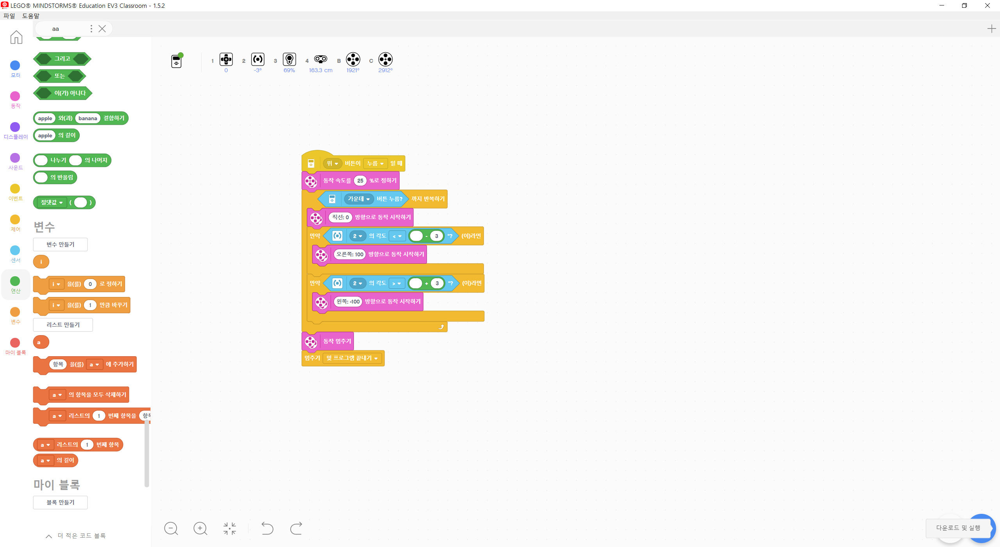 LEGO® MINDSTORMS® Education EV3 Classroom - 1.5.2
파일 도움말
aa
모터
동작
디스플레이
사운드
이벤트
제어
센서
연산
변수
마이 블록
그리고
또는
이(가) 아니다
apple 와(과) banana 결합하기
apple 의 길이
나누기 의 나머지
의 반올림
절댓값 ( )
변수
변수 만들기
i
i 을(를) 0 로 정하기
i 을(를) 1 만큼 바꾸기
리스트 만들기
a
항목 을(를) a 에 추가하기
a 의 항목을 모두 삭제하기
a 리스트의 1 번째 항목을 항목
a 리스트의 1 번째 항목
a 의 길이
마이 블록
블록 만들기
더 적은 코드 블록
1 2 3 4 B C
0 -3° 69% 163.3 cm 1921° 2912°
위 버튼이 누름 일 때
동작 속도를 25 %로 정하기
가운데 버튼 누름? 까지 반복하기
직선: 0 방향으로 동작 시작하기
만약 2 의 각도 < - 3 °? (이)라면
오른쪽: 100 방향으로 동작 시작하기
만약 2 의 각도 > + 3 °? (이)라면
왼쪽: -100 방향으로 동작 시작하기
동작 멈추기
멈추기 및 프로그램 끝내기
다운로드 및 실행